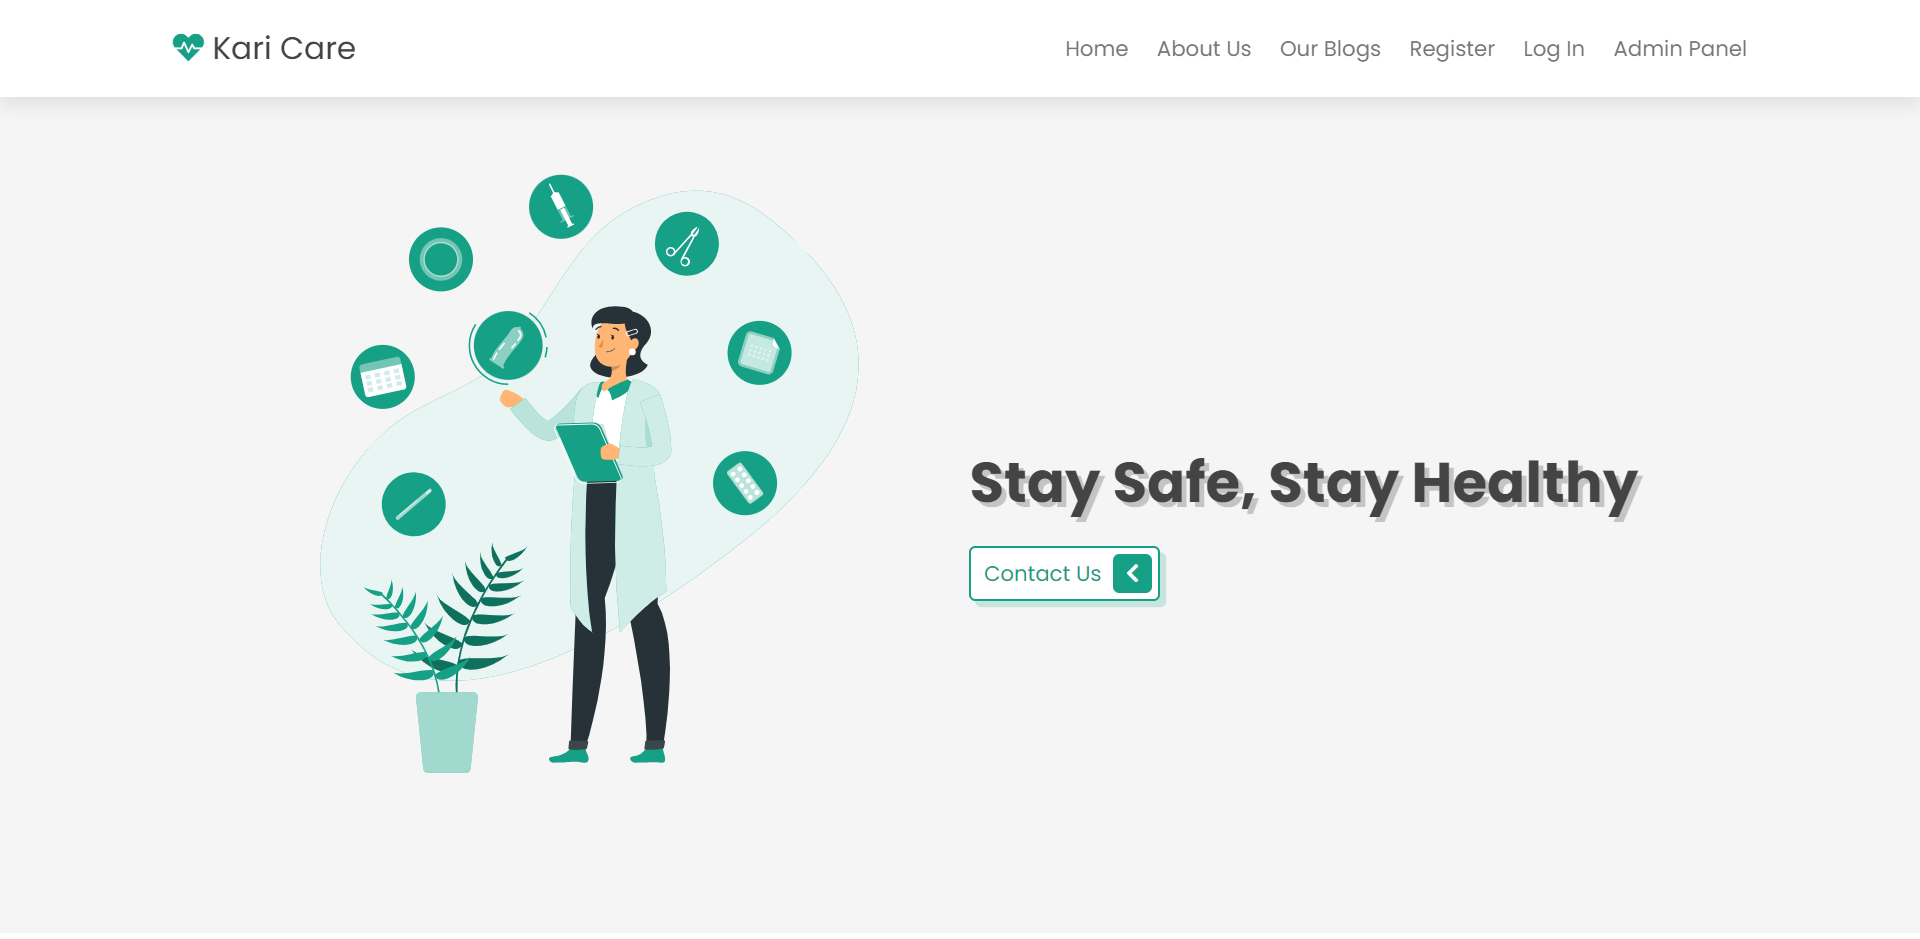 Kari Care
Home About Us Our Blogs Register Log In Admin Panel
Stay Safe, Stay Healthy
Contact Us